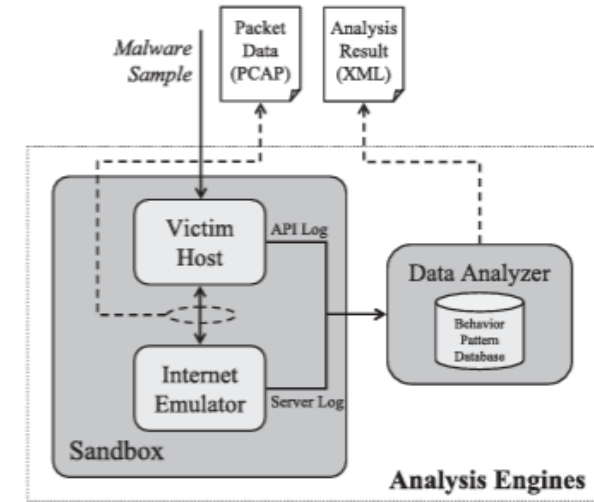 Malware
Sample
Packet
Data
(PCAP)
Analysis
Result
(XML)
Victim
Host
API Log
Data Analyzer
Behavior
Pattern
Database
Internet
Emulator
Server Log
Sandbox
Analysis Engines